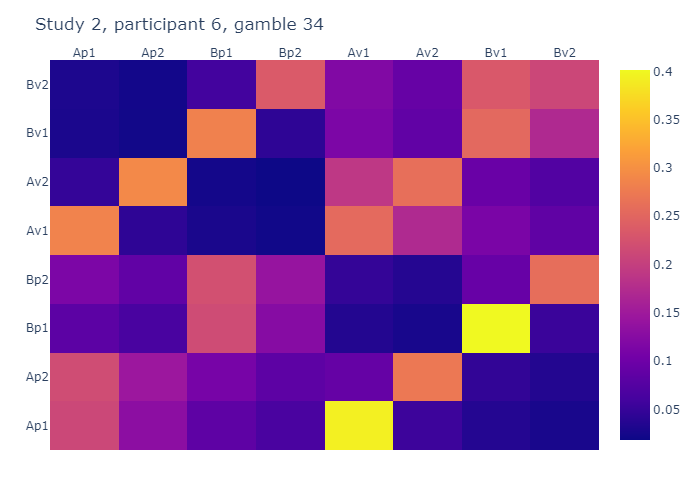 Study 2, participant 6, gamble 34
Ap1 Ap2 Bp1 Bp2 Av1 Av2 Bv1 Bv2
Bv2
Bv1
Av2
Av1
Bp2
Bp1
Ap2
Ap1
0.4
0.35
0.3
0.25
0.2
0.15
0.1
0.05